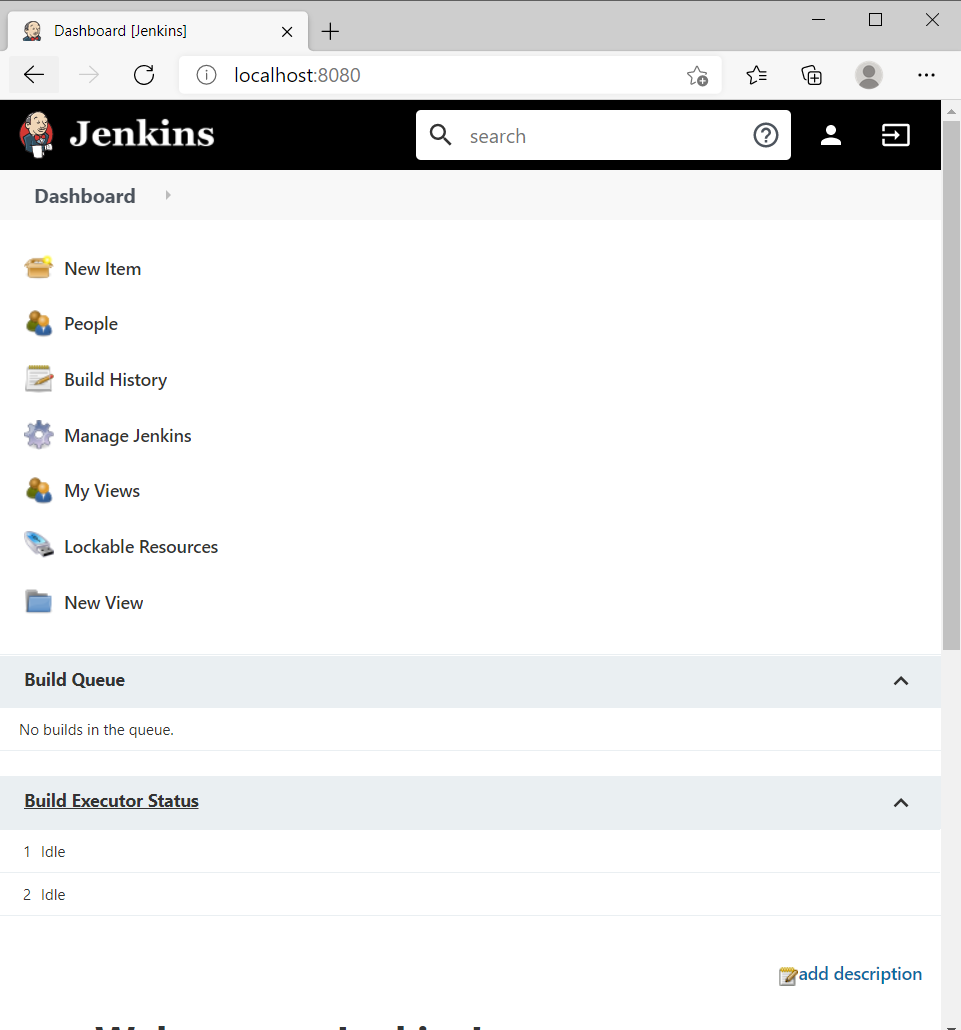 Dashboard [Jenkins]
localhost:8080
Jenkins
search
Dashboard
New Item
People
Build History
Manage Jenkins
My Views
Lockable Resources
New View
Build Queue
No builds in the queue.
Build Executor Status
1 Idle
2 Idle
add description